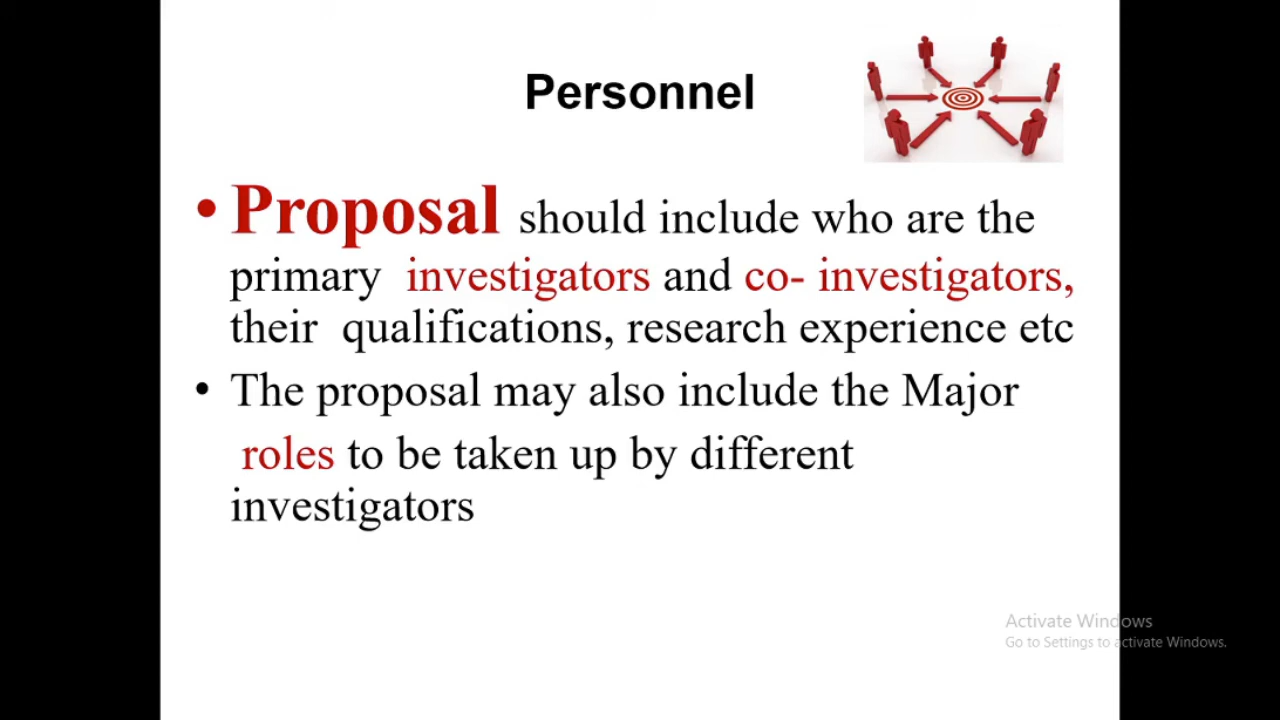 Personnel
• Proposal should include who are the
primary investigators and co- investigators,
their qualifications, research experience etc
• The proposal may also include the Major
roles to be taken up by different
investigators
Activate Windows
Go to Settings to activate Windows.